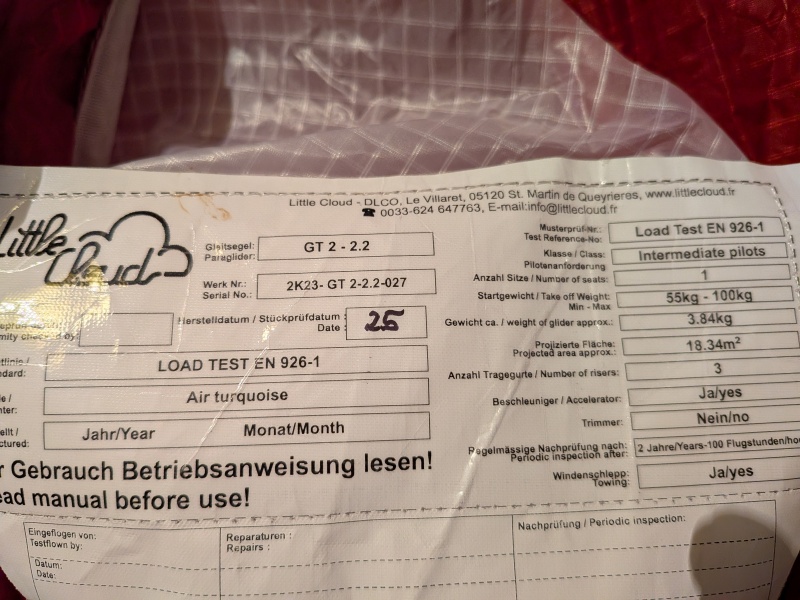 Little Cloud - DLCO, Le Villaret, 05120 St. Martin de Queyrieres, www.littlecloud.fr
☎ 0033-624 647763, E-mail:info@littlecloud.fr
Little
Cloud
Gleitsegel: GT 2 - 2.2
Paraglider:
Werk Nr.: 2K23- GT 2-2.2-027
Serial No.:
Herstelldatum / Stückprüfdatum : 25
Date :
checked by:
LOAD TEST EN 926-1
Air turquoise
Jahr/Year Monat/Month
Gebrauch Betriebsanweisung lesen!
ead manual before use!
Musterprüf-Nr.: Load Test EN 926-1
Test Reference-No:
Klasse / Class: Intermediate pilots
Pilotenanforderung
Anzahl Sitze / Number of seats: 1
Startgewicht / Take off Weight: 55kg - 100kg
Min - Max
Gewicht ca. / weight of glider approx.: 3.84kg
Projizierte Fläche: 18.34m²
Projected area approx.:
Anzahl Tragegurte / Number of risers: 3
Beschleuniger / Accelerator: Ja/yes
Trimmer: Nein/no
Regelmässige Nachprüfung nach: 2 Jahre/Years-100 Flugstunden/hou
Periodic inspection after:
Windenschlepp: Ja/yes
Towing:
Eingeflogen von:
Testflown by:
Datum:
Date:
Reparaturen :
Repairs :
Nachprüfung / Periodic inspection: